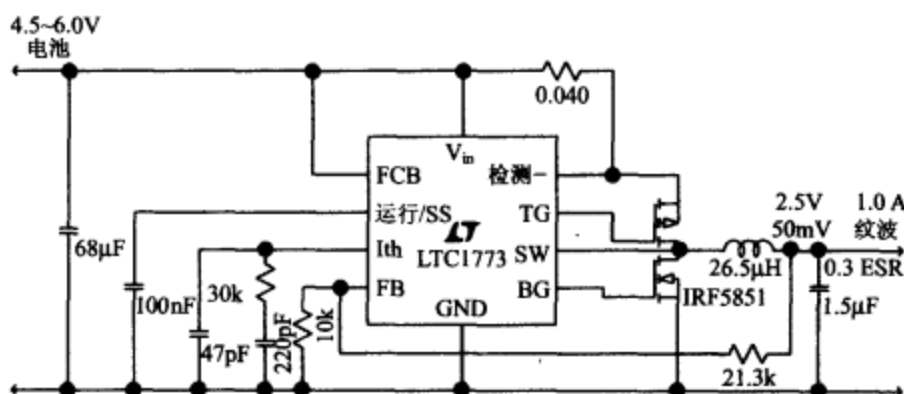 4.5~6.0V
电池
0.040
Vin
FCB
检测-
运行/SS
TG
2.5V
1.0 A
50mV
纹波
68μF
Ith
LT
LTC1773
SW
26.5μH
0.3 ESR
100nF
30k
FB
BG
IRF5851
1.5μF
GND
47pF
220pF
10k
21.3k